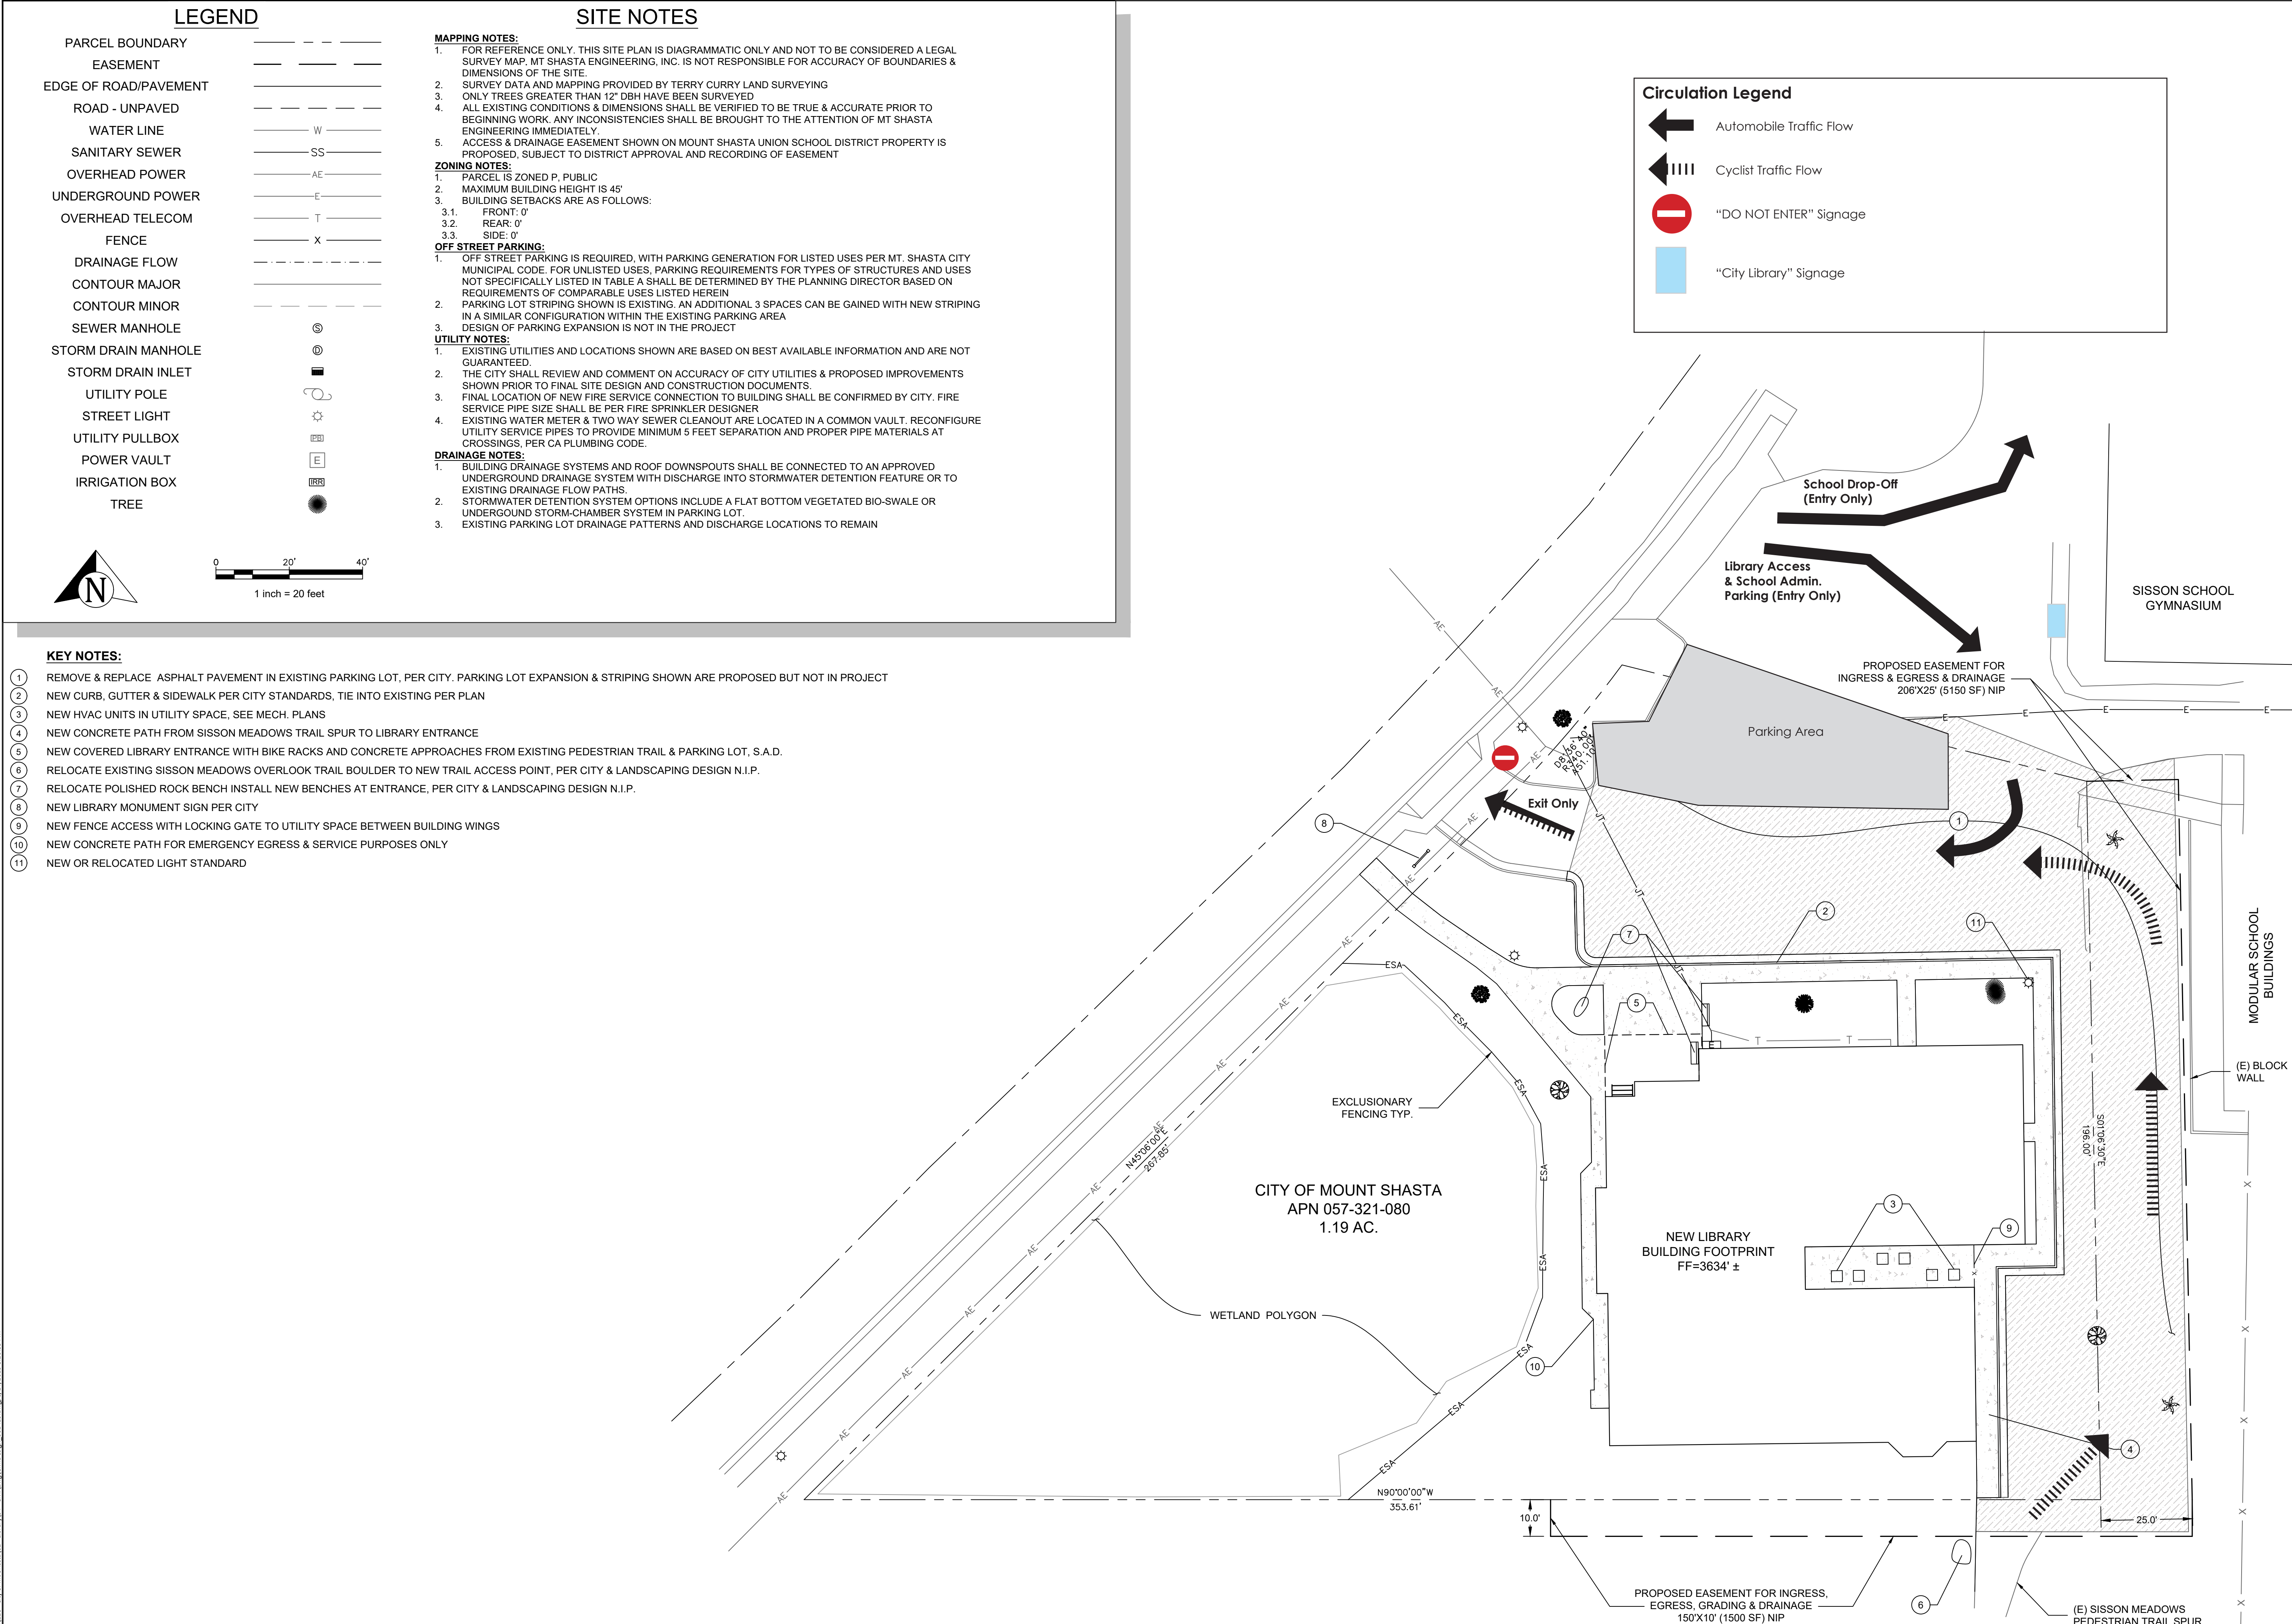 LEGEND
PARCEL BOUNDARY
EASEMENT
EDGE OF ROAD/PAVEMENT
ROAD - UNPAVED
WATER LINE
W
SANITARY SEWER
SS
OVERHEAD POWER
AE
UNDERGROUND POWER
E
OVERHEAD TELECOM
T
FENCE
X
DRAINAGE FLOW
CONTOUR MAJOR
CONTOUR MINOR
SEWER MANHOLE
S
STORM DRAIN MANHOLE
D
STORM DRAIN INLET
UTILITY POLE
STREET LIGHT
UTILITY PULLBOX
PB
POWER VAULT
E
IRRIGATION BOX
IRR
TREE
N
0 20' 40'
1 inch = 20 feet
SITE NOTES
MAPPING NOTES:
1. FOR REFERENCE ONLY. THIS SITE PLAN IS DIAGRAMMATIC ONLY AND NOT TO BE CONSIDERED A LEGAL
SURVEY MAP, MT SHASTA ENGINEERING, INC. IS NOT RESPONSIBLE FOR ACCURACY OF BOUNDARIES &
DIMENSIONS OF THE SITE.
2. SURVEY DATA AND MAPPING PROVIDED BY TERRY CURRY LAND SURVEYING
3. ONLY TREES GREATER THAN 12" DBH HAVE BEEN SURVEYED
4. ALL EXISTING CONDITIONS & DIMENSIONS SHALL BE VERIFIED TO BE TRUE & ACCURATE PRIOR TO
BEGINNING WORK. ANY INCONSISTENCIES SHALL BE BROUGHT TO THE ATTENTION OF MT SHASTA
ENGINEERING IMMEDIATELY.
5. ACCESS & DRAINAGE EASEMENT SHOWN ON MOUNT SHASTA UNION SCHOOL DISTRICT PROPERTY IS
PROPOSED, SUBJECT TO DISTRICT APPROVAL AND RECORDING OF EASEMENT
ZONING NOTES:
1. PARCEL IS ZONED P, PUBLIC
2. MAXIMUM BUILDING HEIGHT IS 45'
3. BUILDING SETBACKS ARE AS FOLLOWS:
3.1. FRONT: 0'
3.2. REAR: 0'
3.3. SIDE: 0'
OFF STREET PARKING:
1. OFF STREET PARKING IS REQUIRED, WITH PARKING GENERATION FOR LISTED USES PER MT. SHASTA CITY
MUNICIPAL CODE. FOR UNLISTED USES, PARKING REQUIREMENTS FOR TYPES OF STRUCTURES AND USES
NOT SPECIFICALLY LISTED IN TABLE A SHALL BE DETERMINED BY THE PLANNING DIRECTOR BASED ON
REQUIREMENTS OF COMPARABLE USES LISTED HEREIN
2. PARKING LOT STRIPING SHOWN IS EXISTING. AN ADDITIONAL 3 SPACES CAN BE GAINED WITH NEW STRIPING
IN A SIMILAR CONFIGURATION WITHIN THE EXISTING PARKING AREA
3. DESIGN OF PARKING EXPANSION IS NOT IN THE PROJECT
UTILITY NOTES:
1. EXISTING UTILITIES AND LOCATIONS SHOWN ARE BASED ON BEST AVAILABLE INFORMATION AND ARE NOT
GUARANTEED.
2. THE CITY SHALL REVIEW AND COMMENT ON ACCURACY OF CITY UTILITIES & PROPOSED IMPROVEMENTS
SHOWN PRIOR TO FINAL SITE DESIGN AND CONSTRUCTION DOCUMENTS.
3. FINAL LOCATION OF NEW FIRE SERVICE CONNECTION TO BUILDING SHALL BE CONFIRMED BY CITY. FIRE
SERVICE PIPE SIZE SHALL BE PER FIRE SPRINKLER DESIGNER
4. EXISTING WATER METER & TWO WAY SEWER CLEANOUT ARE LOCATED IN A COMMON VAULT. RECONFIGURE
UTILITY SERVICE PIPES TO PROVIDE MINIMUM 5 FEET SEPARATION AND PROPER PIPE MATERIALS AT
CROSSINGS, PER CA PLUMBING CODE.
DRAINAGE NOTES:
1. BUILDING DRAINAGE SYSTEMS AND ROOF DOWNSPOUTS SHALL BE CONNECTED TO AN APPROVED
UNDERGROUND DRAINAGE SYSTEM WITH DISCHARGE INTO STORMWATER DETENTION FEATURE OR TO
EXISTING DRAINAGE FLOW PATHS.
2. STORMWATER DETENTION SYSTEM OPTIONS INCLUDE A FLAT BOTTOM VEGETATED BIO-SWALE OR
UNDERGOUND STORM-CHAMBER SYSTEM IN PARKING LOT.
3. EXISTING PARKING LOT DRAINAGE PATTERNS AND DISCHARGE LOCATIONS TO REMAIN
KEY NOTES:
1 REMOVE & REPLACE ASPHALT PAVEMENT IN EXISTING PARKING LOT, PER CITY. PARKING LOT EXPANSION & STRIPING SHOWN ARE PROPOSED BUT NOT IN PROJECT
2 NEW CURB, GUTTER & SIDEWALK PER CITY STANDARDS, TIE INTO EXISTING PER PLAN
3 NEW HVAC UNITS IN UTILITY SPACE, SEE MECH. PLANS
4 NEW CONCRETE PATH FROM SISSON MEADOWS TRAIL SPUR TO LIBRARY ENTRANCE
5 NEW COVERED LIBRARY ENTRANCE WITH BIKE RACKS AND CONCRETE APPROACHES FROM EXISTING PEDESTRIAN TRAIL & PARKING LOT, S.A.D.
6 RELOCATE EXISTING SISSON MEADOWS OVERLOOK TRAIL BOULDER TO NEW TRAIL ACCESS POINT, PER CITY & LANDSCAPING DESIGN N.I.P.
7 RELOCATE POLISHED ROCK BENCH INSTALL NEW BENCHES AT ENTRANCE, PER CITY & LANDSCAPING DESIGN N.I.P.
8 NEW LIBRARY MONUMENT SIGN PER CITY
9 NEW FENCE ACCESS WITH LOCKING GATE TO UTILITY SPACE BETWEEN BUILDING WINGS
10 NEW CONCRETE PATH FOR EMERGENCY EGRESS & SERVICE PURPOSES ONLY
11 NEW OR RELOCATED LIGHT STANDARD
Circulation Legend
Automobile Traffic Flow
Cyclist Traffic Flow
“DO NOT ENTER” Signage
“City Library” Signage
School Drop-Off
(Entry Only)
Library Access
& School Admin.
Parking (Entry Only)
SISSON SCHOOL
GYMNASIUM
PROPOSED EASEMENT FOR
INGRESS & EGRESS & DRAINAGE
206'X25' (5150 SF) NIP
Parking Area
Exit Only
MODULAR SCHOOL
BUILDINGS
(E) BLOCK
WALL
S01°06'30"E
196.00'
EXCLUSIONARY
FENCING TYP.
N45°06'00"E
267.85'
CITY OF MOUNT SHASTA
APN 057-321-080
1.19 AC.
NEW LIBRARY
BUILDING FOOTPRINT
FF=3634' ±
WETLAND POLYGON
N90°00'00"W
353.61'
10.0'
25.0'
PROPOSED EASEMENT FOR INGRESS,
EGRESS, GRADING & DRAINAGE
150'X10' (1500 SF) NIP
(E) SISSON MEADOWS
PEDESTRIAN TRAIL SPUR